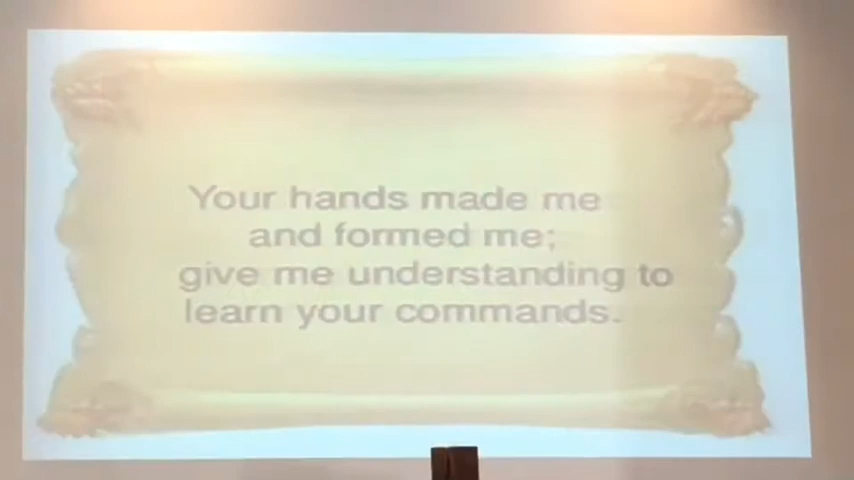 Your hands made me
and formed me;
give me understanding to
learn your commands.